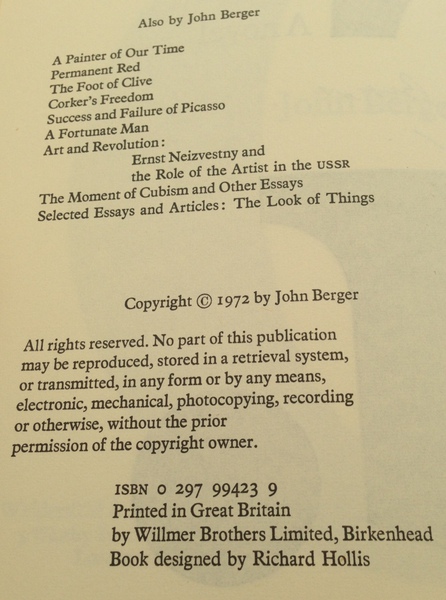 Also by John Berger
A Painter of Our Time
Permanent Red
The Foot of Clive
Corker's Freedom
Success and Failure of Picasso
A Fortunate Man
Art and Revolution:
Ernst Neizvestny and
the Role of the Artist in the USSR
The Moment of Cubism and Other Essays
Selected Essays and Articles: The Look of Things
Copyright © 1972 by John Berger
All rights reserved. No part of this publication
may be reproduced, stored in a retrieval system,
or transmitted, in any form or by any means,
electronic, mechanical, photocopying, recording
or otherwise, without the prior
permission of the copyright owner.
ISBN 0 297 99423 9
Printed in Great Britain
by Willmer Brothers Limited, Birkenhead
Book designed by Richard Hollis